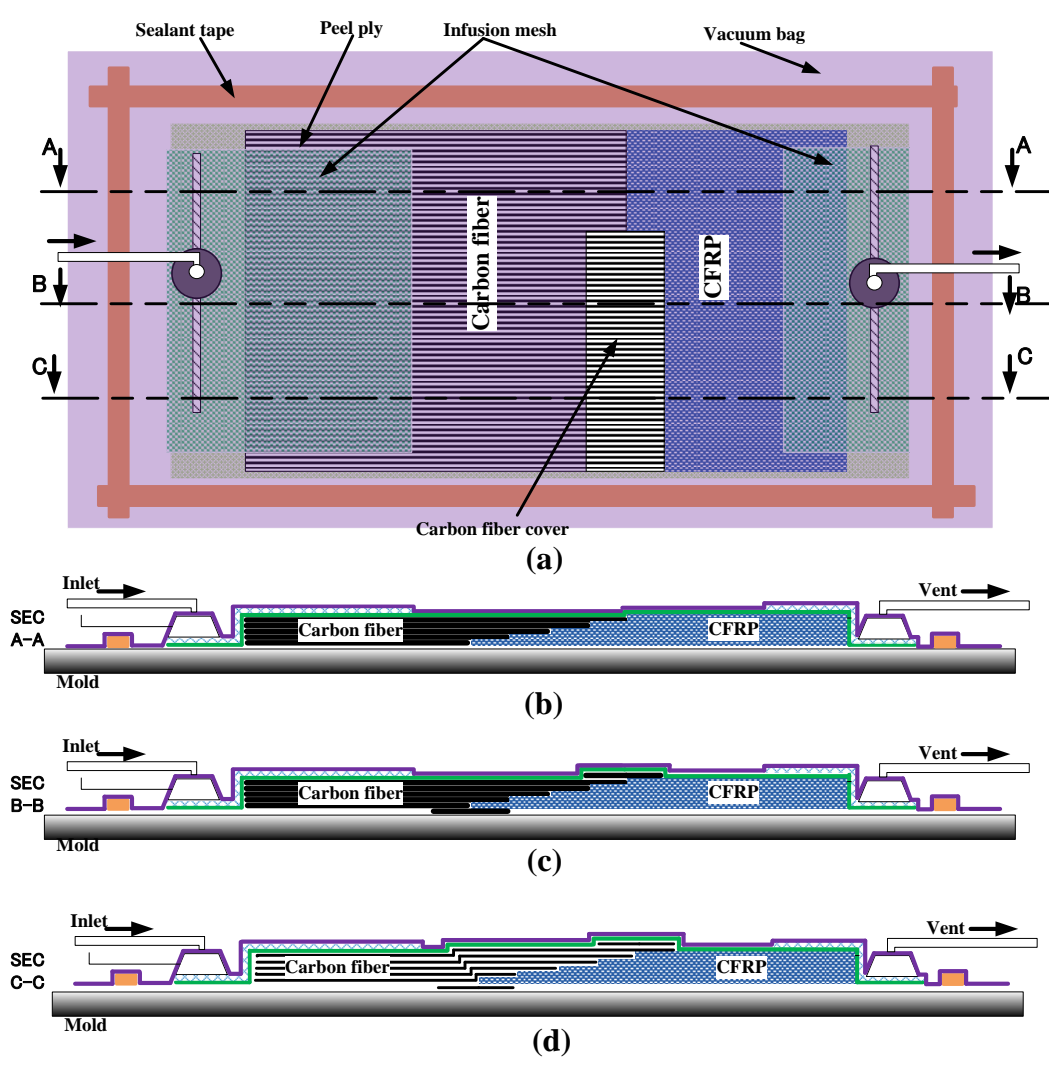 Sealant tape
Peel ply
Infusion mesh
Vacuum bag
A
A
Carbon fiber
CFRP
B
B
C
C
Carbon fiber cover
(a)
Inlet
Vent
SEC
A-A
Carbon fiber
CFRP
Mold
(b)
Inlet
Vent
SEC
B-B
Carbon fiber
CFRP
Mold
(c)
Inlet
Vent
SEC
C-C
Carbon fiber
CFRP
Mold
(d)